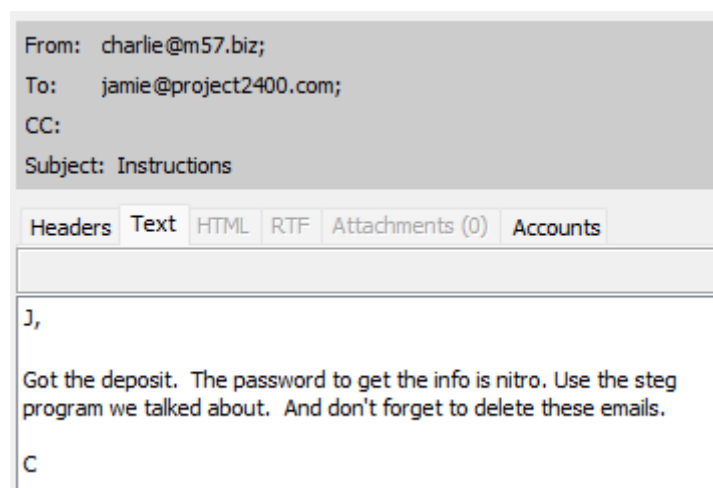 From: charlie@m57.biz;
To: jamie@project2400.com;
CC:
Subject: Instructions
Headers Text HTML RTF Attachments (0) Accounts
J,
Got the deposit.  The password to get the info is nitro. Use the steg
program we talked about.  And don't forget to delete these emails.
C